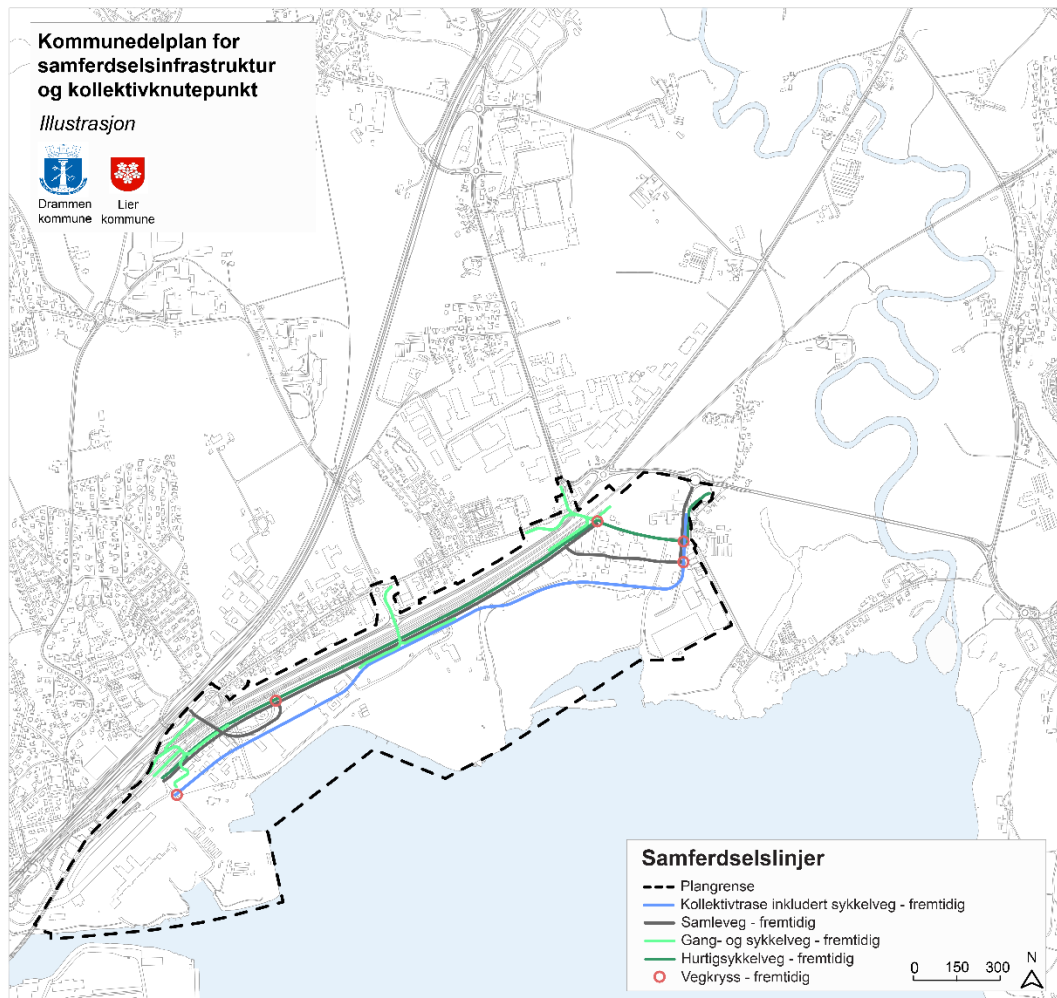 Kommunedelplan for
samferdselsinfrastruktur
og kollektivknutepunkt
Illustrasjon
Drammen
kommune
Lier
kommune
Samferdselslinjer
Plangrense
Kollektivtrase inkludert sykkelveg - fremtidig
Samleveg - fremtidig
Gang- og sykkelveg - fremtidig
Hurtigsykkelveg - fremtidig
Vegkryss - fremtidig
0 150 300
N